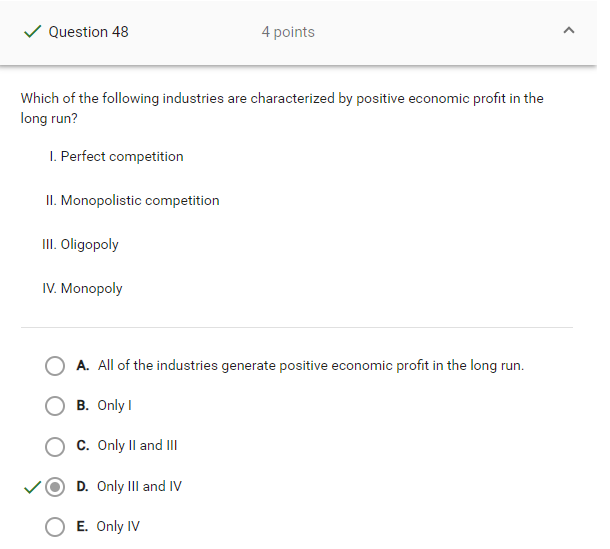 Question 48 4 points
Which of the following industries are characterized by positive economic profit in the
long run?
I. Perfect competition
II. Monopolistic competition
III. Oligopoly
IV. Monopoly
A. All of the industries generate positive economic profit in the long run.
B. Only I
C. Only II and III
D. Only III and IV
E. Only IV